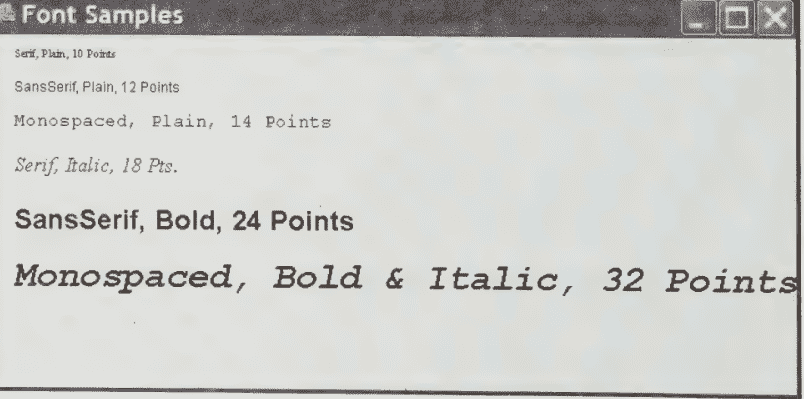 Font Samples
Serif, Plain, 10 Points
SansSerif, Plain, 12 Points
Monospaced, Plain, 14 Points
Serif, Italic, 18 Pts.
SansSerif, Bold, 24 Points
Monospaced, Bold & Italic, 32 Points